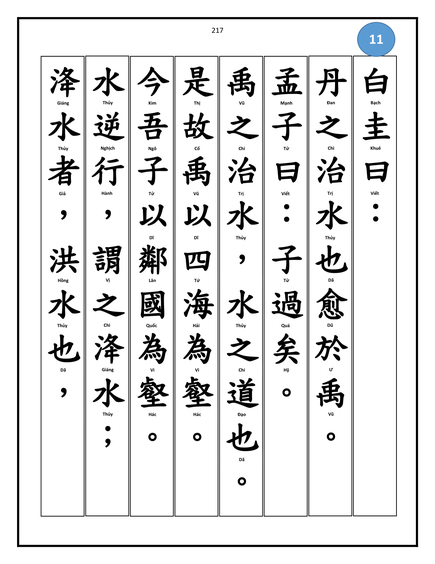 217
11
白圭曰：
Bạch Khuê Viết
丹之治水也愈於禹。
Đan Chi Trị Thủy Dã Dũ Ư Vũ
孟子曰：子過矣。
Mạnh Tử Viết Tử Quá Hỹ
禹之治水，水之道也。
Vũ Chi Trị Thủy Thủy Chi Đạo Dã
是故禹以四海為壑。
Thị Cố Vũ Dĩ Tứ Hải Vi Hác
今吾子以鄰國為壑。
Kim Ngô Tử Dĩ Lân Quốc Vi Hác
水逆行，謂之洚水；
Thủy Nghịch Hành Vị Chi Giáng Thủy
洚水者，洪水也，
Giáng Thủy Giả Hồng Thủy Dã